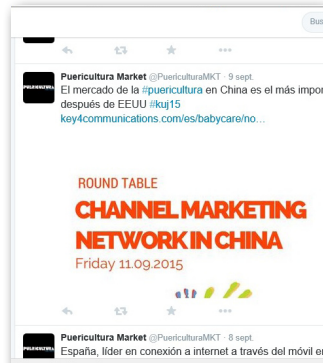 Bus
Puericultura Market @PuericulturaMKT · 9 sept.
El mercado de la #puericultura en China es el más impor
después de EEUU #kuj15
key4communications.com/es/babycare/no…
ROUND TABLE
CHANNEL MARKETING
NETWORK IN CHINA
Friday 11.09.2015
Puericultura Market @PuericulturaMKT · 8 sept.
España, líder en conexión a internet a través del móvil en